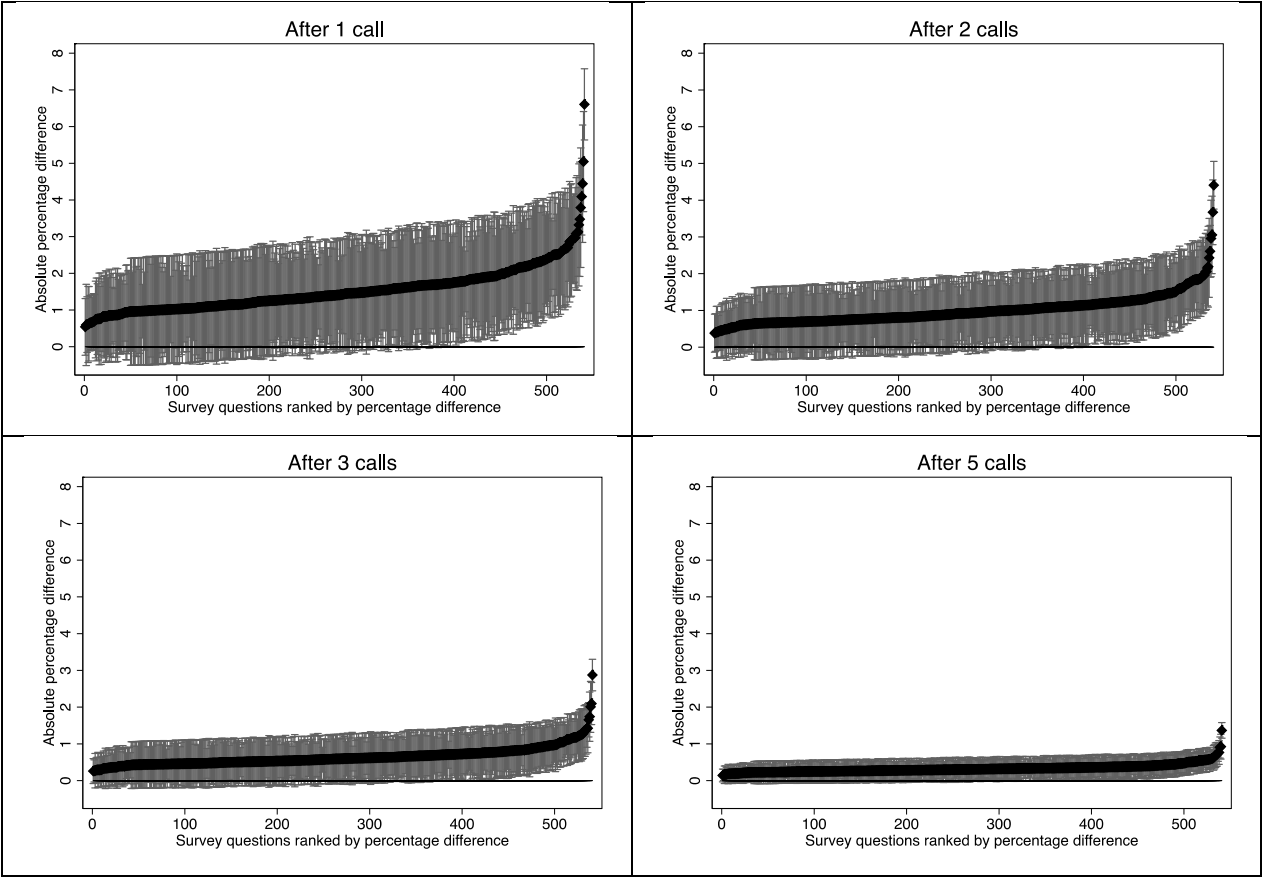 After 1 call
Absolute percentage difference
8
7
6
5
4
3
2
1
0
0 100 200 300 400 500
Survey questions ranked by percentage difference
After 2 calls
Absolute percentage difference
8
7
6
5
4
3
2
1
0
0 100 200 300 400 500
Survey questions ranked by percentage difference
After 3 calls
Absolute percentage difference
8
7
6
5
4
3
2
1
0
0 100 200 300 400 500
Survey questions ranked by percentage difference
After 5 calls
Absolute percentage difference
8
7
6
5
4
3
2
1
0
0 100 200 300 400 500
Survey questions ranked by percentage difference